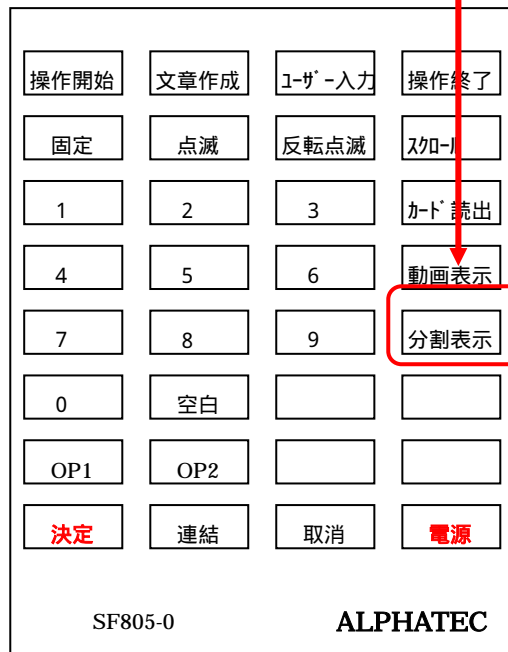 操作開始 文章作成 ﾕｰｻﾞｰ入力 操作終了
固定 点滅 反転点滅 ｽｸﾛｰﾙ
1 2 3 ｶｰﾄﾞ読出
4 5 6 動画表示
7 8 9 分割表示
0 空白
OP1 OP2
決定 連結 取消 電源
SF805-0 ALPHATEC